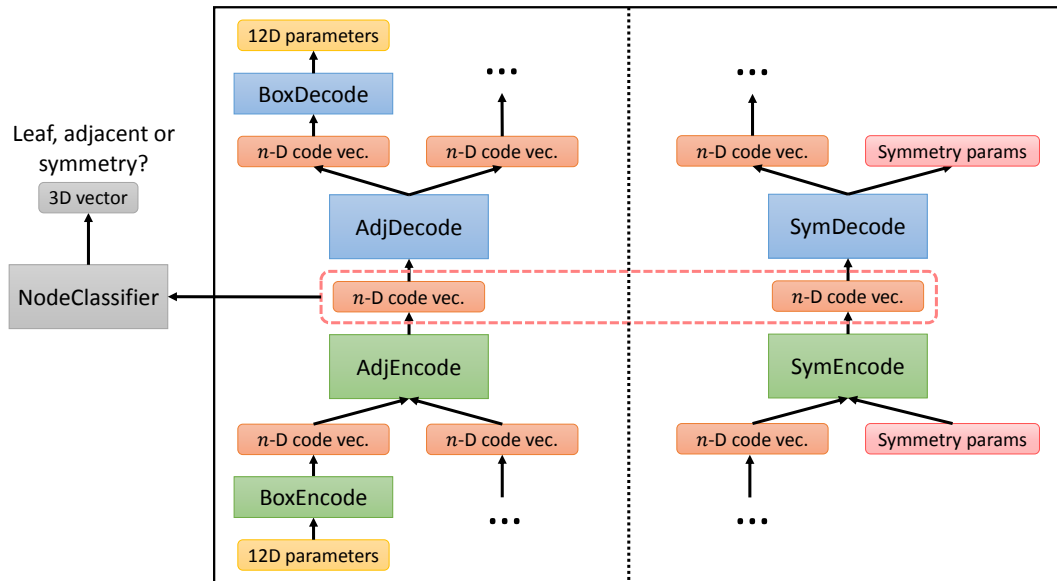 12D parameters
BoxDecode
...
...
Leaf, adjacent or
symmetry?
n-D code vec.
n-D code vec.
n-D code vec.
Symmetry params
3D vector
AdjDecode
SymDecode
NodeClassifier
n-D code vec.
n-D code vec.
AdjEncode
SymEncode
n-D code vec.
n-D code vec.
n-D code vec.
Symmetry params
BoxEncode
...
...
12D parameters